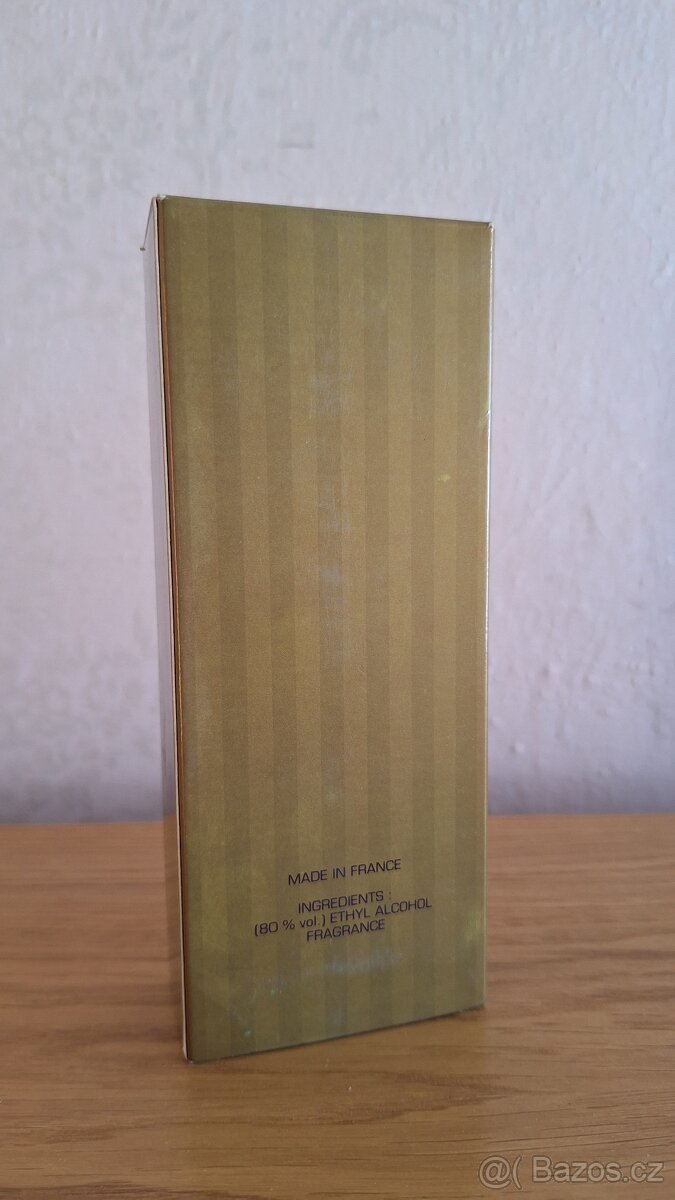 MADE IN FRANCE
INGREDIENTS :
(80 % vol.) ETHYL ALCOHOL
FRAGRANCE
@( Bazos.cz